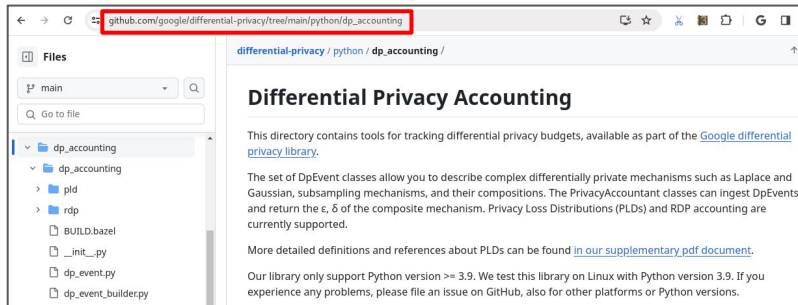 github.com/google/differential-privacy/tree/main/python/dp_accounting
G
Files
main
Go to file
dp_accounting
dp_accounting
pld
rdp
BUILD.bazel
__init__.py
dp_event.py
dp_event_builder.py
differential-privacy / python / dp_accounting /
Differential Privacy Accounting
This directory contains tools for tracking differential privacy budgets, available as part of the Google differential
privacy library.
The set of DpEvent classes allow you to describe complex differentially private mechanisms such as Laplace and
Gaussian, subsampling mechanisms, and their compositions. The PrivacyAccountant classes can ingest DpEvents
and return the ε, δ of the composite mechanism. Privacy Loss Distributions (PLDs) and RDP accounting are
currently supported.
More detailed definitions and references about PLDs can be found in our supplementary pdf document.
Our library only support Python version >= 3.9. We test this library on Linux with Python version 3.9. If you
experience any problems, please file an issue on GitHub, also for other platforms or Python versions.